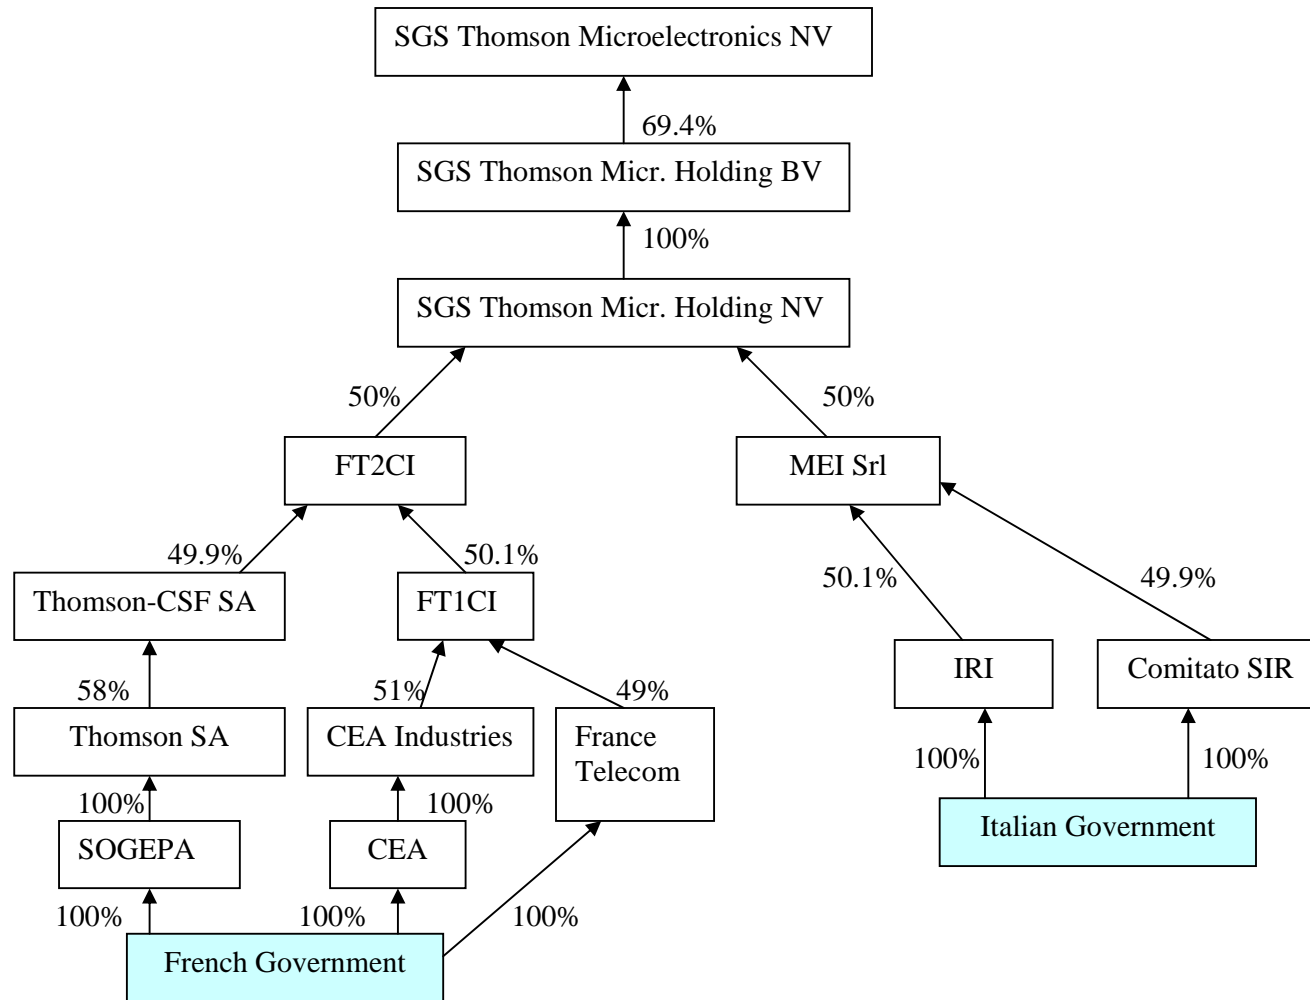 SGS Thomson Microelectronics NV
69.4%
SGS Thomson Micr. Holding BV
100%
SGS Thomson Micr. Holding NV
50%
50%
FT2CI
MEI Srl
49.9%
50.1%
50.1%
49.9%
Thomson-CSF SA
FT1CI
IRI
Comitato SIR
58%
51%
49%
Thomson SA
CEA Industries
France
Telecom
100%
100%
100%
100%
SOGEPA
CEA
Italian Government
100%
100%
100%
French Government